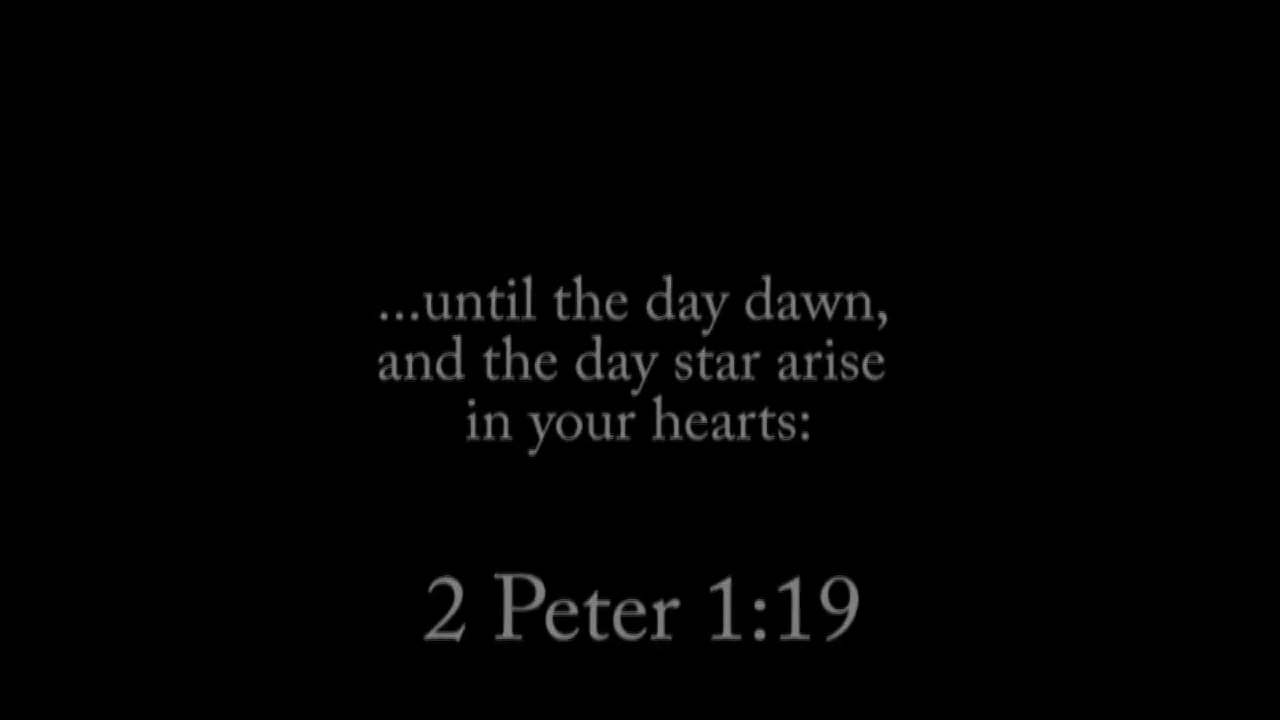 ...until the day dawn,
and the day star arise
in your hearts:
2 Peter 1:19